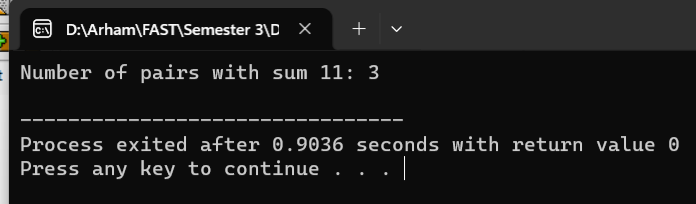 D:\Arham\FAST\Semester 3\D
Number of pairs with sum 11: 3
--------------------------------
Process exited after 0.9036 seconds with return value 0
Press any key to continue . . .